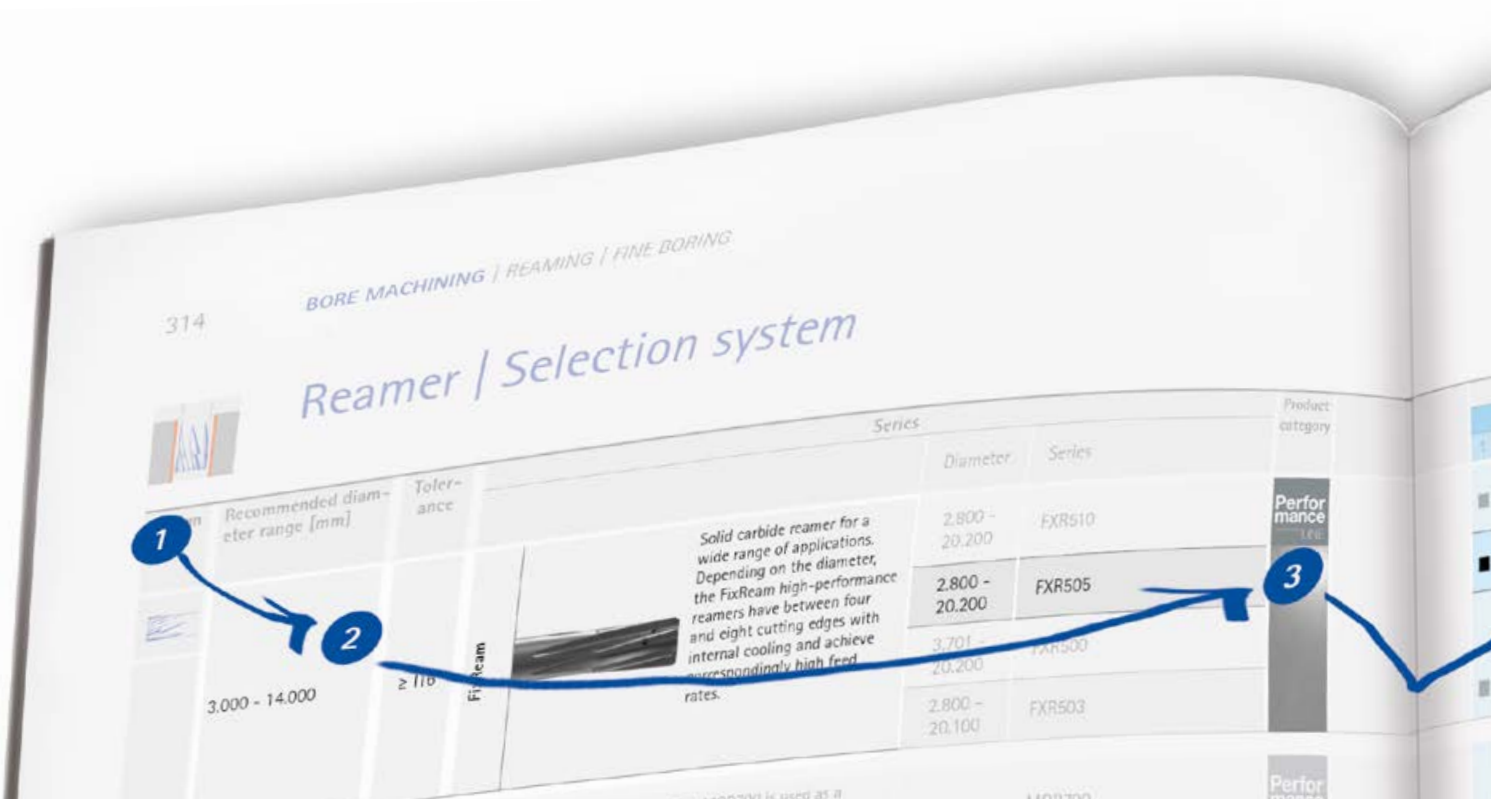 314
BORE MACHINING | REAMING | FINE BORING
Reamer | Selection system
Series
Product
category
Recommended diam-
eter range [mm]
Toler-
ance
Diameter
Series
1
2
3
3.000 - 14.000
FixReam
Solid carbide reamer for a
wide range of applications.
Depending on the diameter,
the FixReam high-performance
reamers have between four
and eight cutting edges with
internal cooling and achieve
correspondingly high feed
rates.
2.800 -
20.200
FXR510
2.800 -
20.200
FXR505
3.701 -
20.200
FXR500
2.800 -
20.100
FXR503
Perfor
mance
is used as a
Perfor
mance